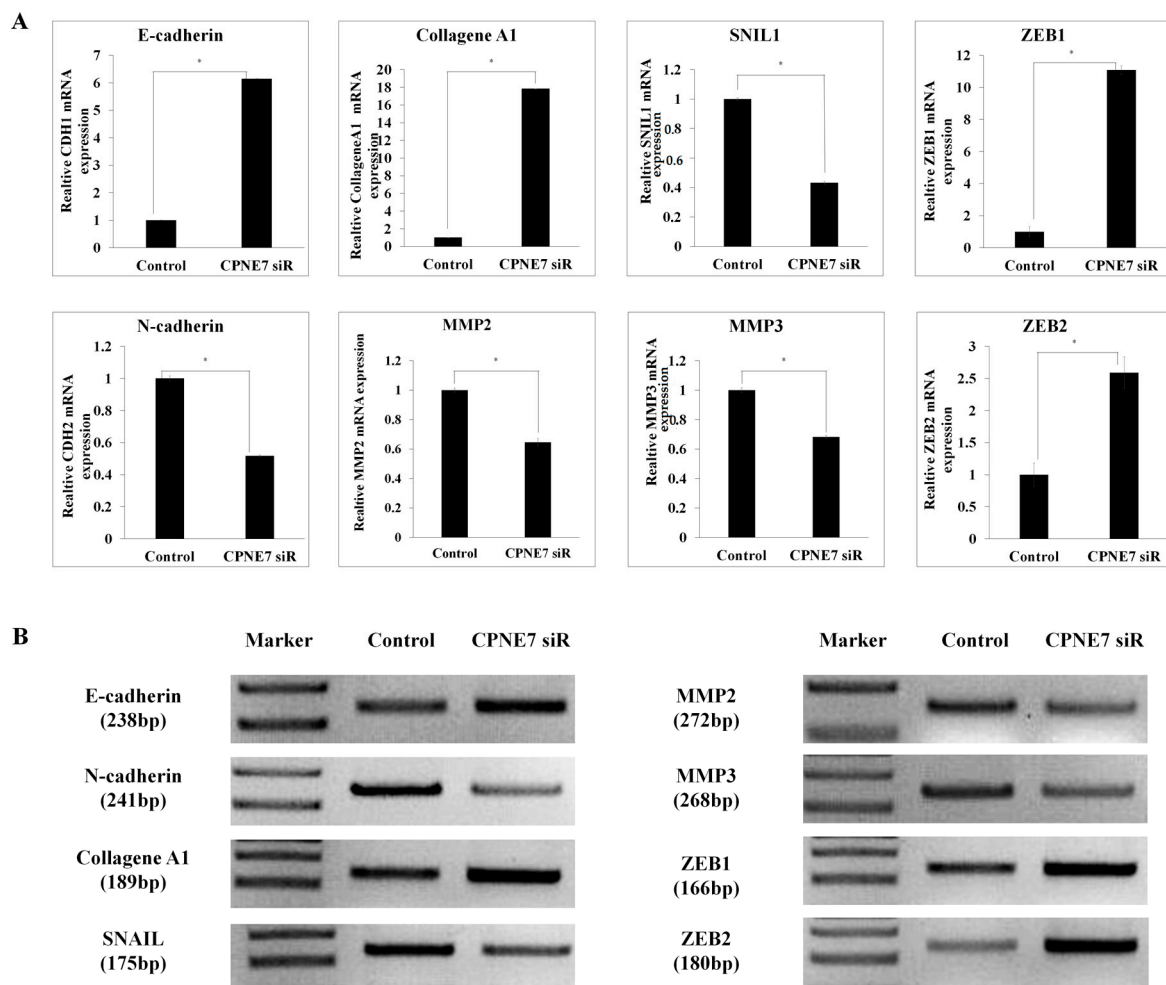 A
E-cadherin
Realtive CDH1 mRNA
expression
7
6
5
4
3
2
1
0
*
Control CPNE7 siR
Collagene A1
Realtive CollageneA1 mRNA
expression
20
18
16
14
12
10
8
6
4
2
0
*
Control CPNE7 siR
SNIL1
Realtive SNIL1 mRNA
expression
1.2
1
0.8
0.6
0.4
0.2
0
*
Control CPNE7 siR
ZEB1
Realtive ZEB1 mRNA
expression
12
10
8
6
4
2
0
*
Control CPNE7 siR
N-cadherin
Realtive CDH2 mRNA
expression
1.2
1
0.8
0.6
0.4
0.2
0
*
Control CPNE7 siR
MMP2
Realtive MMP2 mRNA expression
1.2
1
0.8
0.6
0.4
0.2
0
*
Control CPNE7 siR
MMP3
Realtive MMP3 mRNA
expression
1.2
1
0.8
0.6
0.4
0.2
0
*
Control CPNE7 siR
ZEB2
Realtive ZEB2 mRNA
expression
3
2.5
2
1.5
1
0.5
0
*
Control CPNE7 siR
B
Marker Control CPNE7 siR
E-cadherin
(238bp)
N-cadherin
(241bp)
Collagene A1
(189bp)
SNAIL
(175bp)
Control CPNE7 siR
MMP2
(272bp)
MMP3
(268bp)
ZEB1
(166bp)
ZEB2
(180bp)